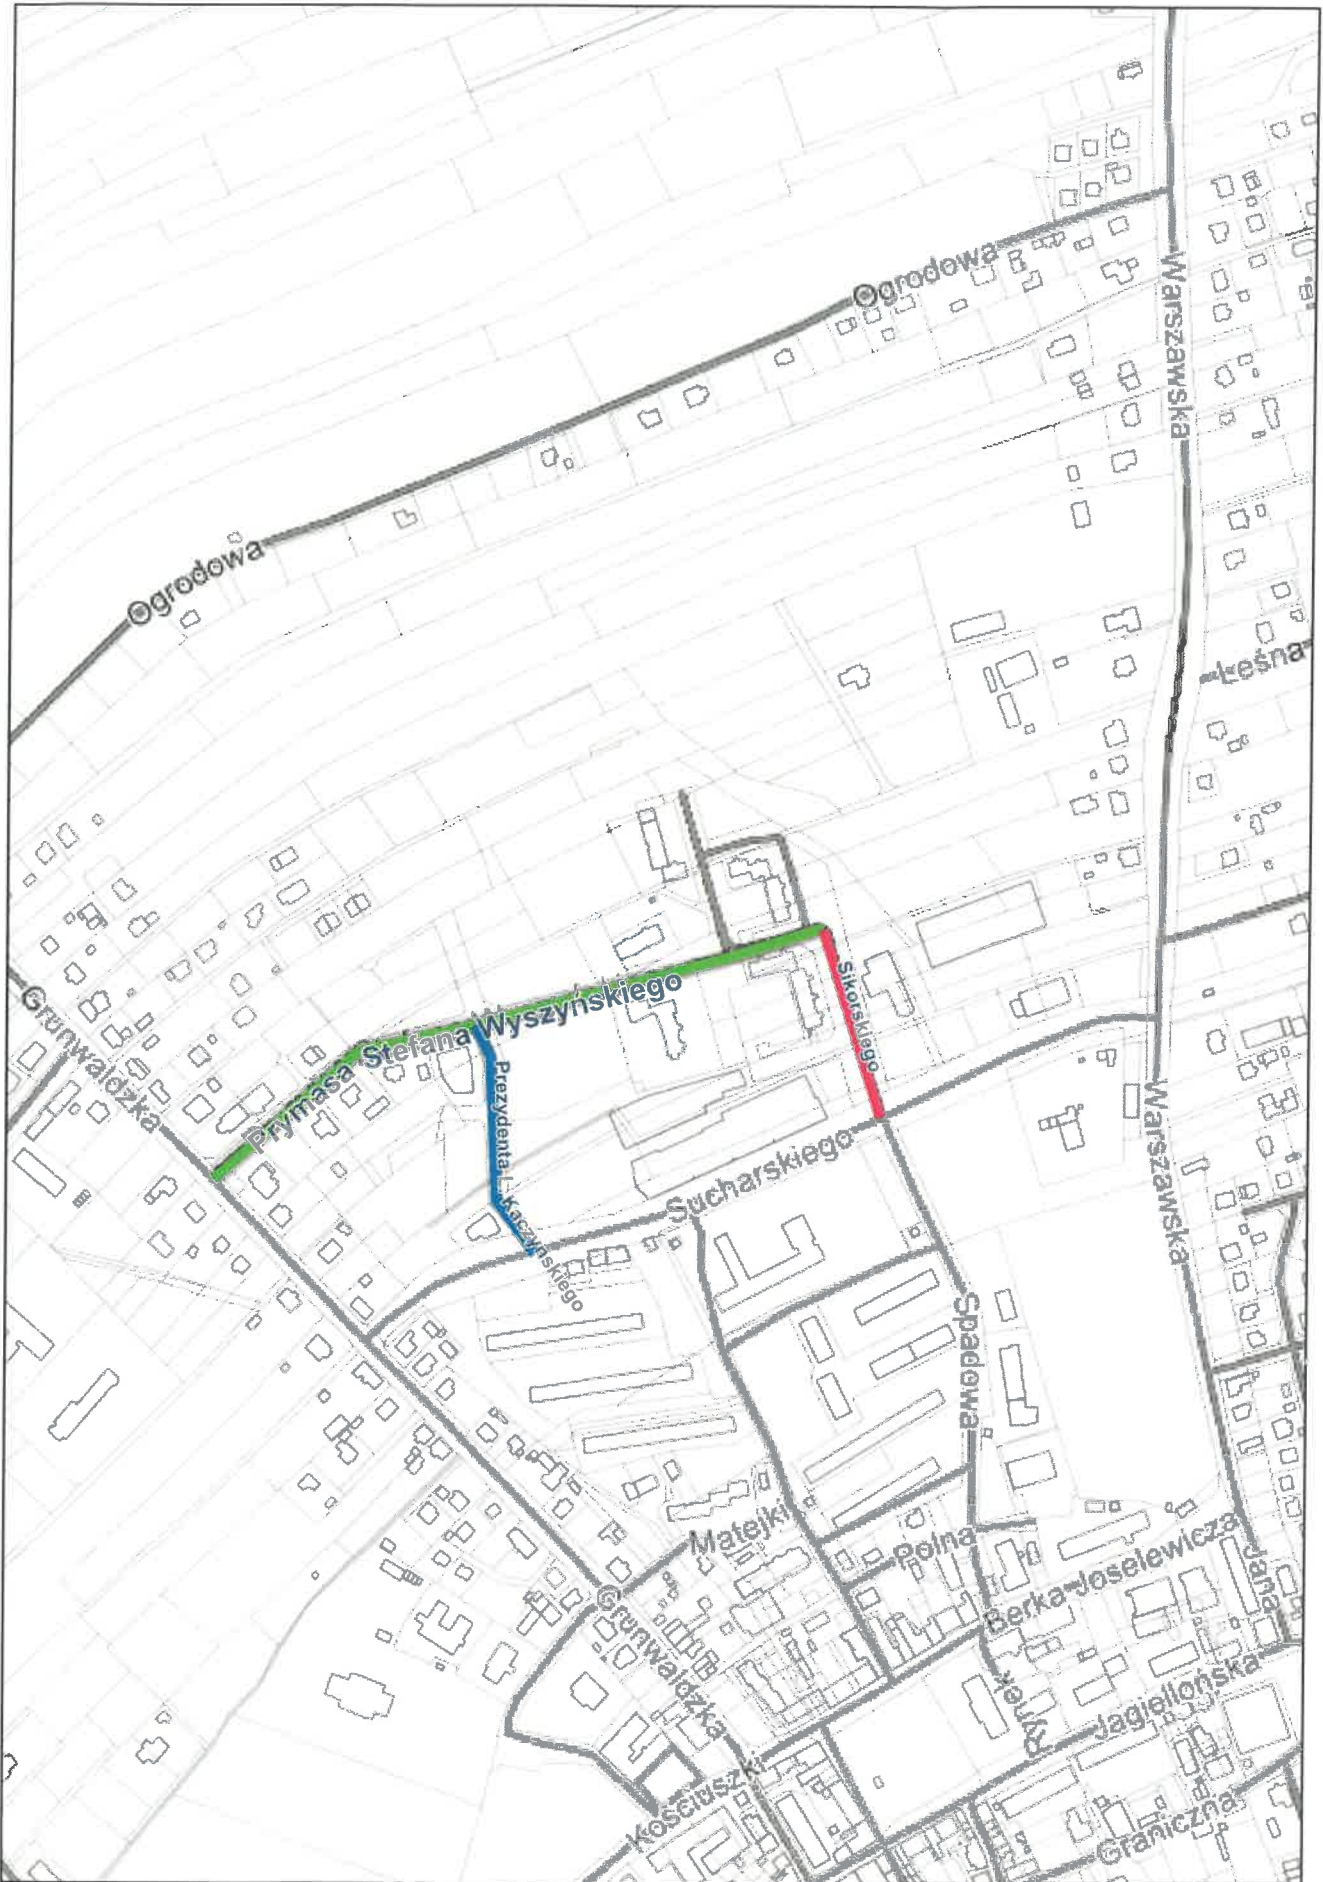 Ogrodowa
Warszawska
Ogrodowa
Leśna
Grunwaldzka
Prymasa Stefana Wyszyńskiego
Sikorskiego
Prezydenta L. Kaczyńskiego
Sucharskiego
Warszawska
Spadowa
Matejki
Polna
Berka Joselewicza
Jana
Grunwaldzka
Rynek
Jagiellońska
Kościuszki
Graniczna